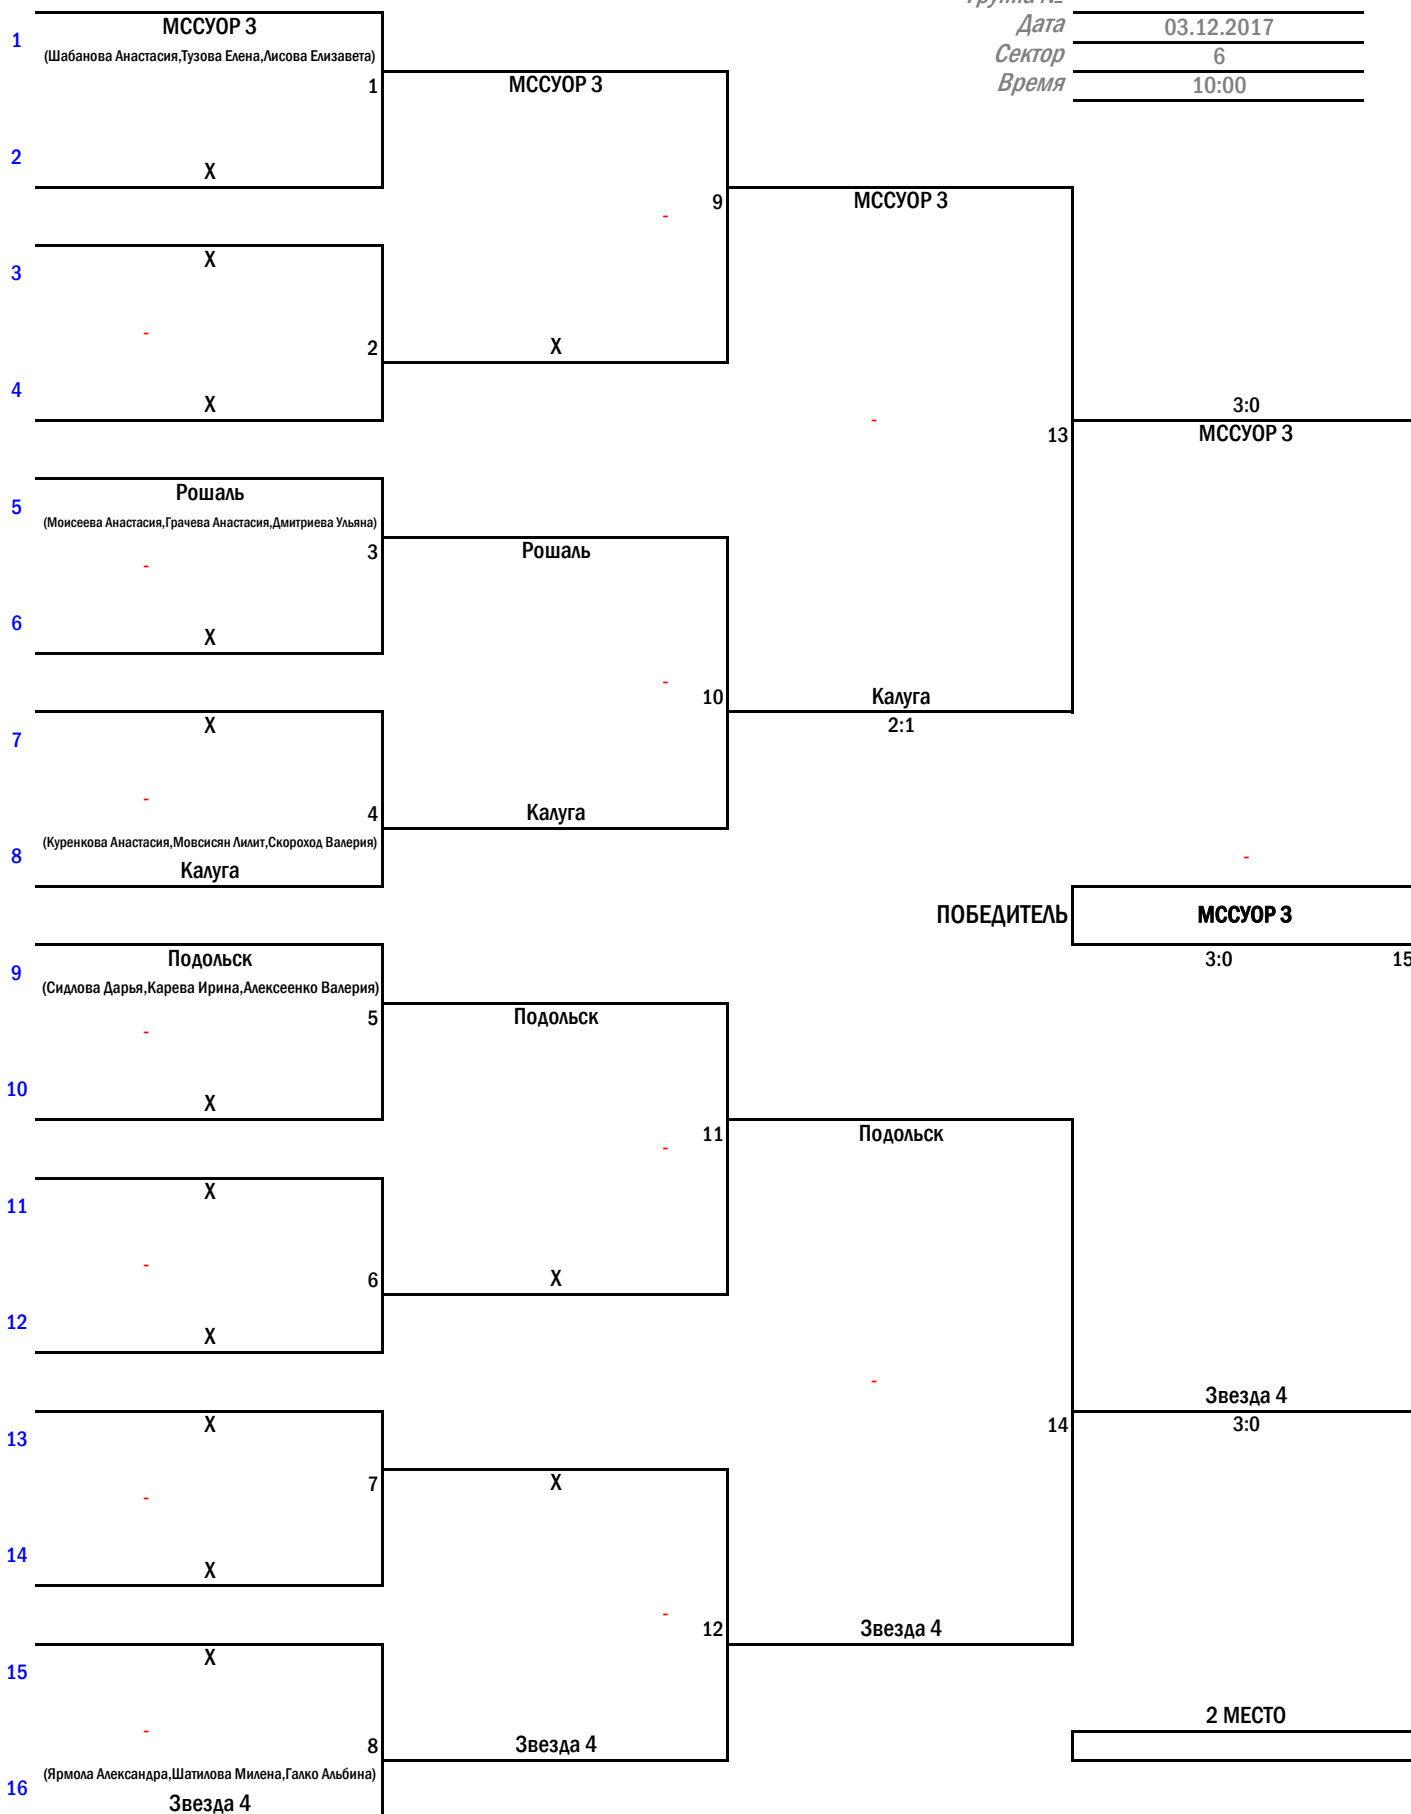 Группа №
Дата 03.12.2017
Сектор 6
Время 10:00
1
МССУОР 3
(Шабанова Анастасия,Тузова Елена,Лисова Елизавета)
1
МССУОР 3
2
X
9
МССУОР 3
-
3
X
-
2
X
4
X
3:0
-
13
МССУОР 3
5
Рошаль
(Моисеева Анастасия,Грачева Анастасия,Дмитриева Ульяна)
3
Рошаль
-
6
X
-
10
Калуга
2:1
7
X
-
4
Калуга
(Куренкова Анастасия,Мовсисян Лилит,Скороход Валерия)
8
Калуга
-
ПОБЕДИТЕЛЬ
МССУОР 3
3:0
15
9
Подольск
(Сидлова Дарья,Карева Ирина,Алексеенко Валерия)
5
Подольск
-
10
X
11
Подольск
-
11
X
-
6
X
12
X
-
Звезда 4
14
3:0
13
X
7
X
-
14
X
-
12
Звезда 4
15
X
2 МЕСТО
-
8
Звезда 4
(Ярмола Александра,Шатилова Милена,Галко Альбина)
16
Звезда 4